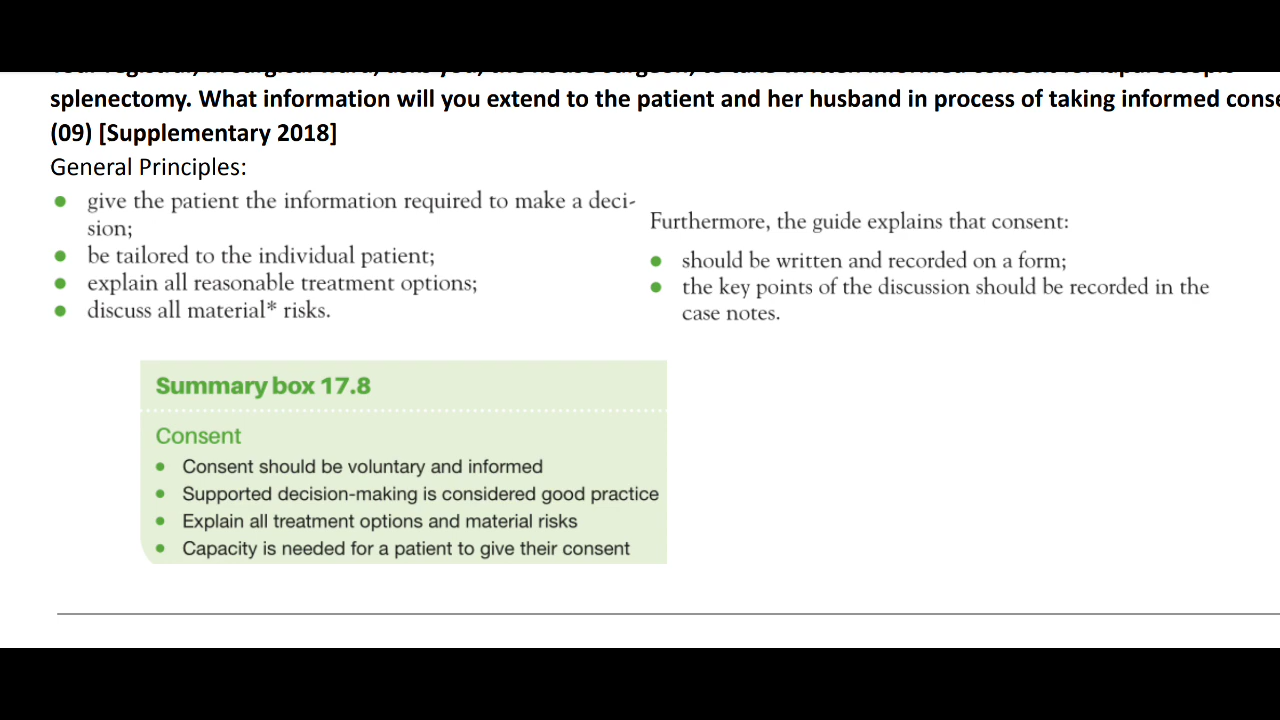 splenectomy. What information will you extend to the patient and her husband in process of taking informed conse
(09) [Supplementary 2018]
General Principles:
• give the patient the information required to make a deci-
sion;
• be tailored to the individual patient;
• explain all reasonable treatment options;
• discuss all material* risks.
Furthermore, the guide explains that consent:
• should be written and recorded on a form;
• the key points of the discussion should be recorded in the
case notes.
Summary box 17.8
Consent
• Consent should be voluntary and informed
• Supported decision-making is considered good practice
• Explain all treatment options and material risks
• Capacity is needed for a patient to give their consent